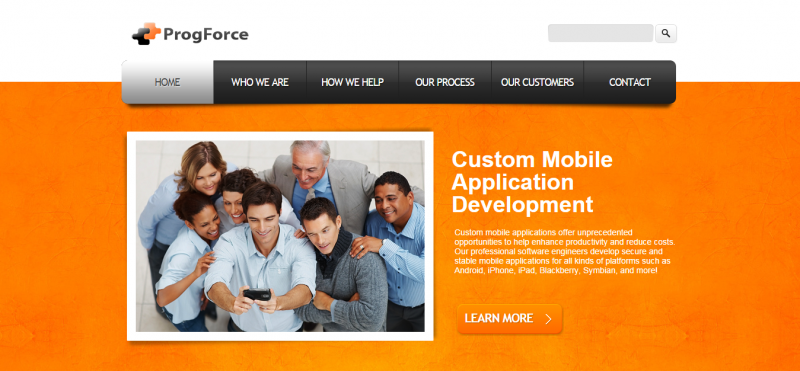 ProgForce
HOME
WHO WE ARE
HOW WE HELP
OUR PROCESS
OUR CUSTOMERS
CONTACT
Custom Mobile
Application
Development
Custom mobile applications offer unprecedented
opportunities to help enhance productivity and reduce costs.
Our professional software engineers develop secure and
stable mobile applications for all kinds of platforms such as
Android, iPhone, iPad, Blackberry, Symbian, and more!
LEARN MORE